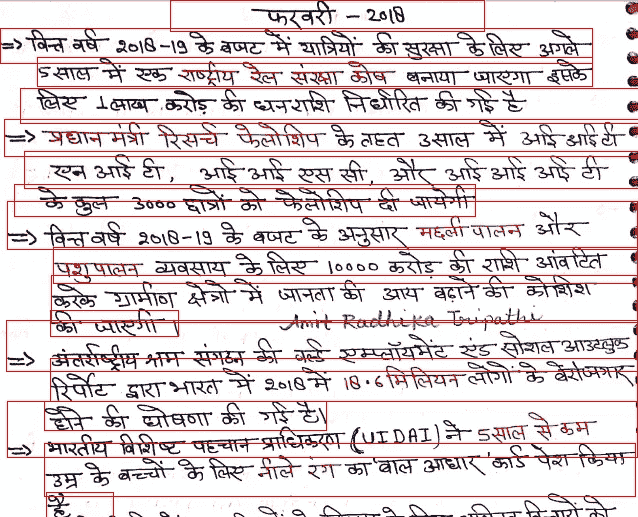 फरवरी - 2018
=> वित्त वर्ष 2018-19 के बजट में यात्रियों की सुरक्षा के लिए अगले
5 साल में एक राष्ट्रीय रेल संरक्षा कोष बनाया जाएगा इसके
लिए 1 लाख करोड़ की धनराशि निर्धारित की गई है
=> प्रधान मंत्री रिसर्च फेलोशिप के तहत 3 साल में आई आई टी
एन आई टी, आई आई एस सी, और आई आई आई टी
के कुल 3000 छात्रों को फेलोशिप दी जायेगी
=> वित्त वर्ष 2018-19 के बजट के अनुसार मछली पालन और
पशुपालन व्यवसाय के लिए 10000 करोड़ की राशि आंवटित
करके ग्रामीण क्षेत्रो में जानता की आय बढ़ाने की कोशिश
की जाएगी । Amit Radhika Tripathi
=> अंतर्राष्ट्रीय श्रम संगठन की वर्ल्ड एम्प्लॉयमेंट एंड सोशल आउटलुक
रिर्पोट द्वारा भारत में 2018 में 18.6 मिलियन लोगों के बेरोजगार
होने की घोषणा की गई है।
=> भारतीय विशिष्ट पहचान प्राधिकरण (UIDAI) ने 5 साल से कम
उम्र के बच्चों के लिए नीले रंग का 'बाल आधार' कार्ड पेश किया
है